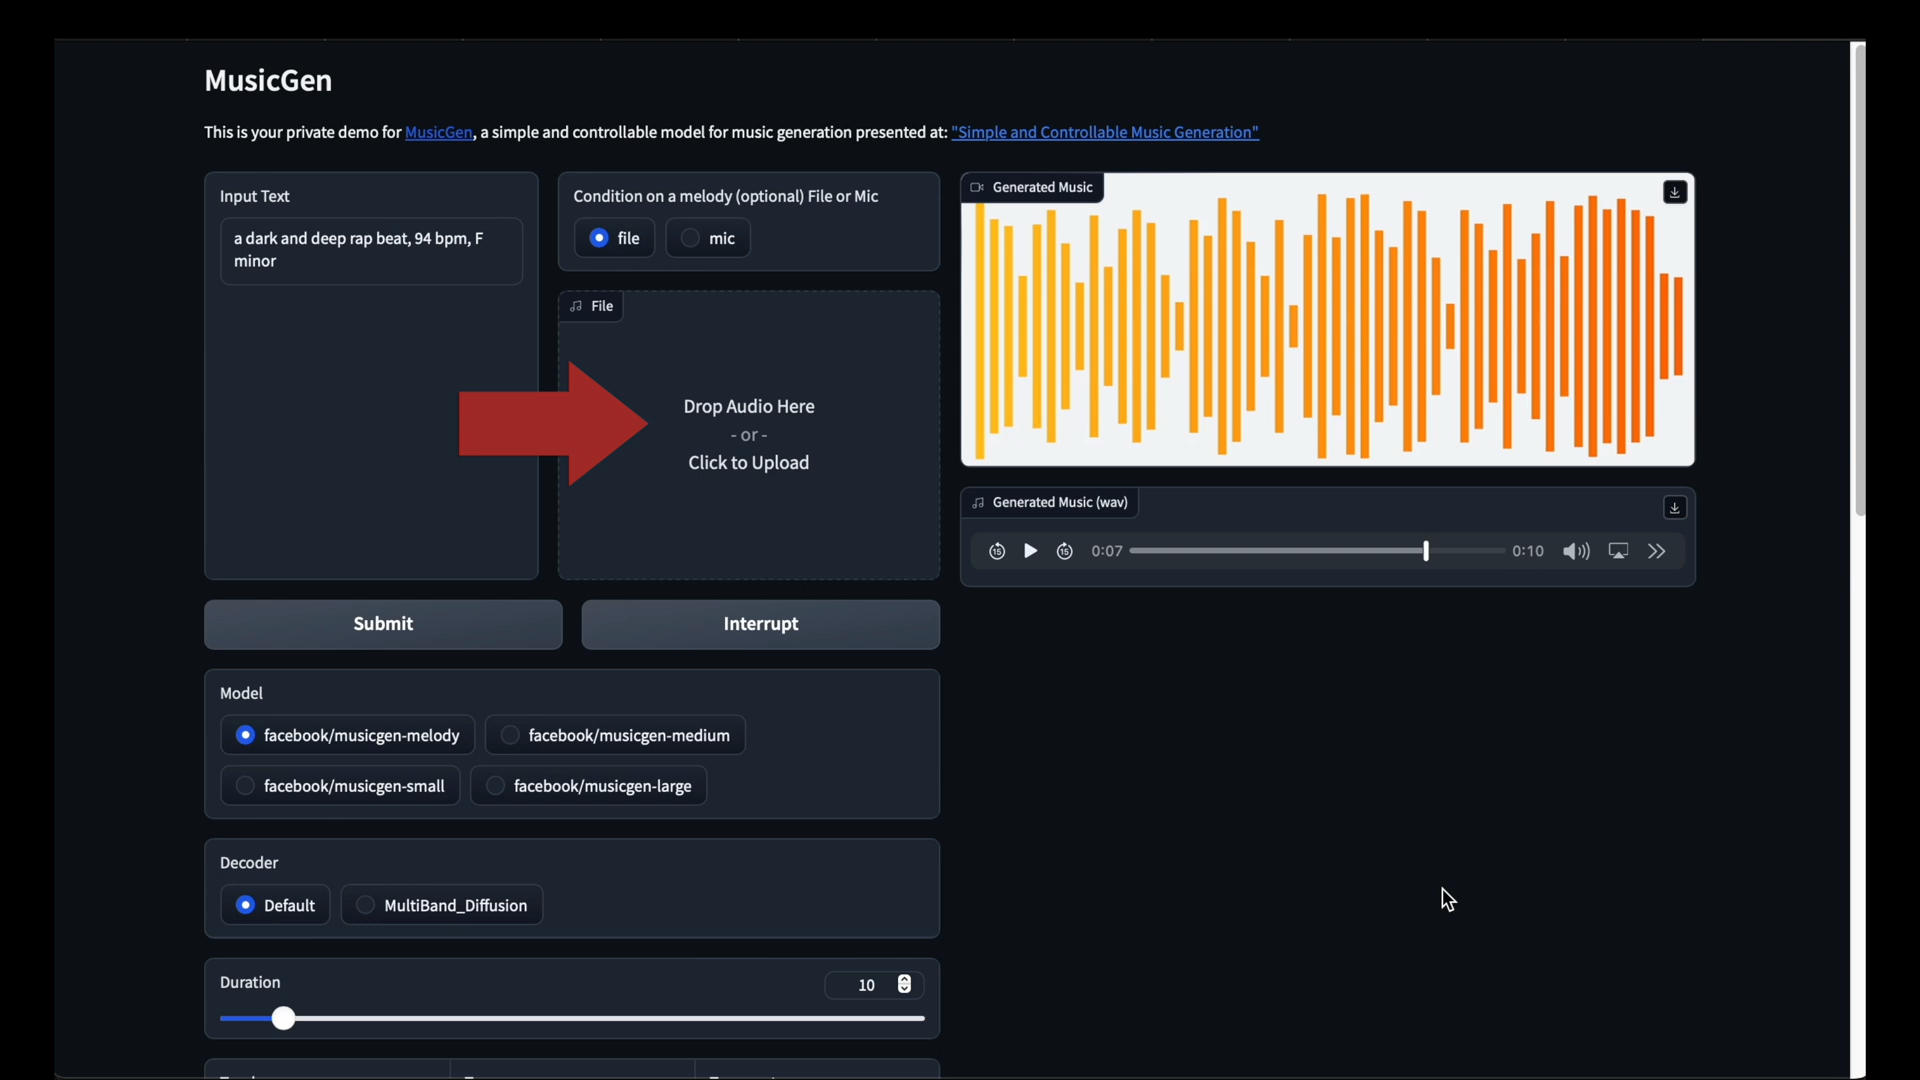 MusicGen
This is your private demo for MusicGen, a simple and controllable model for music generation presented at: "Simple and Controllable Music Generation"
Input Text
a dark and deep rap beat, 94 bpm, F
minor
Condition on a melody (optional) File or Mic
file
mic
File
Drop Audio Here
- or -
Click to Upload
Submit
Interrupt
Model
facebook/musicgen-melody
facebook/musicgen-medium
facebook/musicgen-small
facebook/musicgen-large
Decoder
Default
MultiBand_Diffusion
Duration
10
Generated Music
Generated Music (wav)
15
15
0:07
0:10